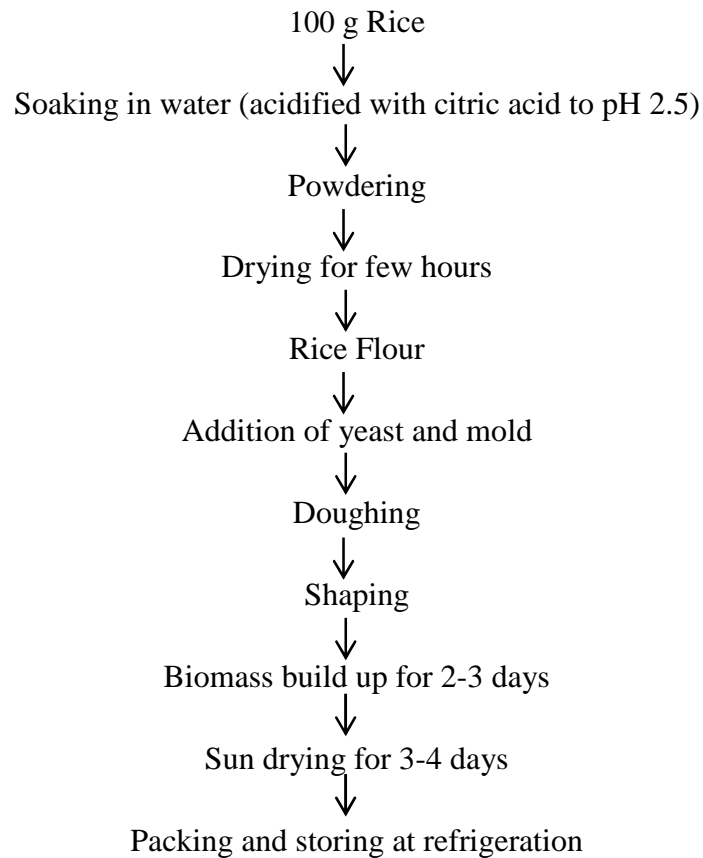 100 g Rice
Soaking in water (acidified with citric acid to pH 2.5)
Powdering
Drying for few hours
Rice Flour
Addition of yeast and mold
Doughing
Shaping
Biomass build up for 2-3 days
Sun drying for 3-4 days
Packing and storing at refrigeration